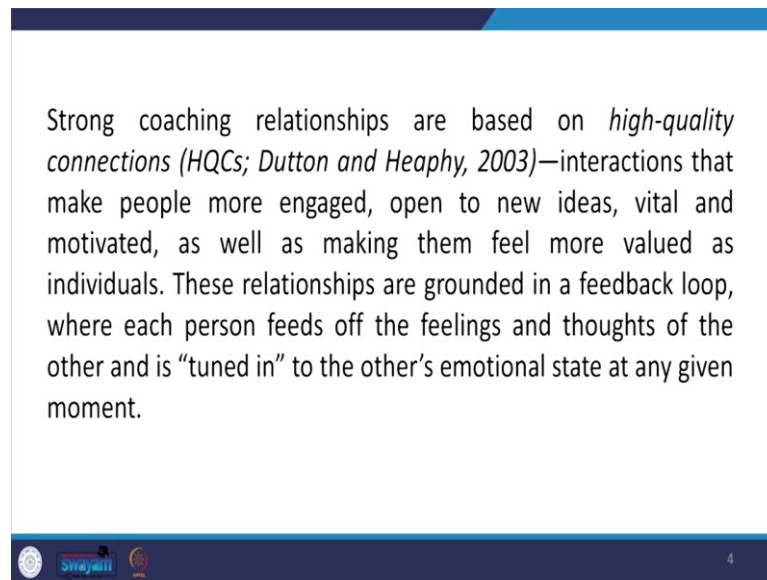 Strong coaching relationships are based on high-quality
connections (HQCs; Dutton and Heaphy, 2003)—interactions that
make people more engaged, open to new ideas, vital and
motivated, as well as making them feel more valued as
individuals. These relationships are grounded in a feedback loop,
where each person feeds off the feelings and thoughts of the
other and is “tuned in” to the other’s emotional state at any given
moment.
swayam
4